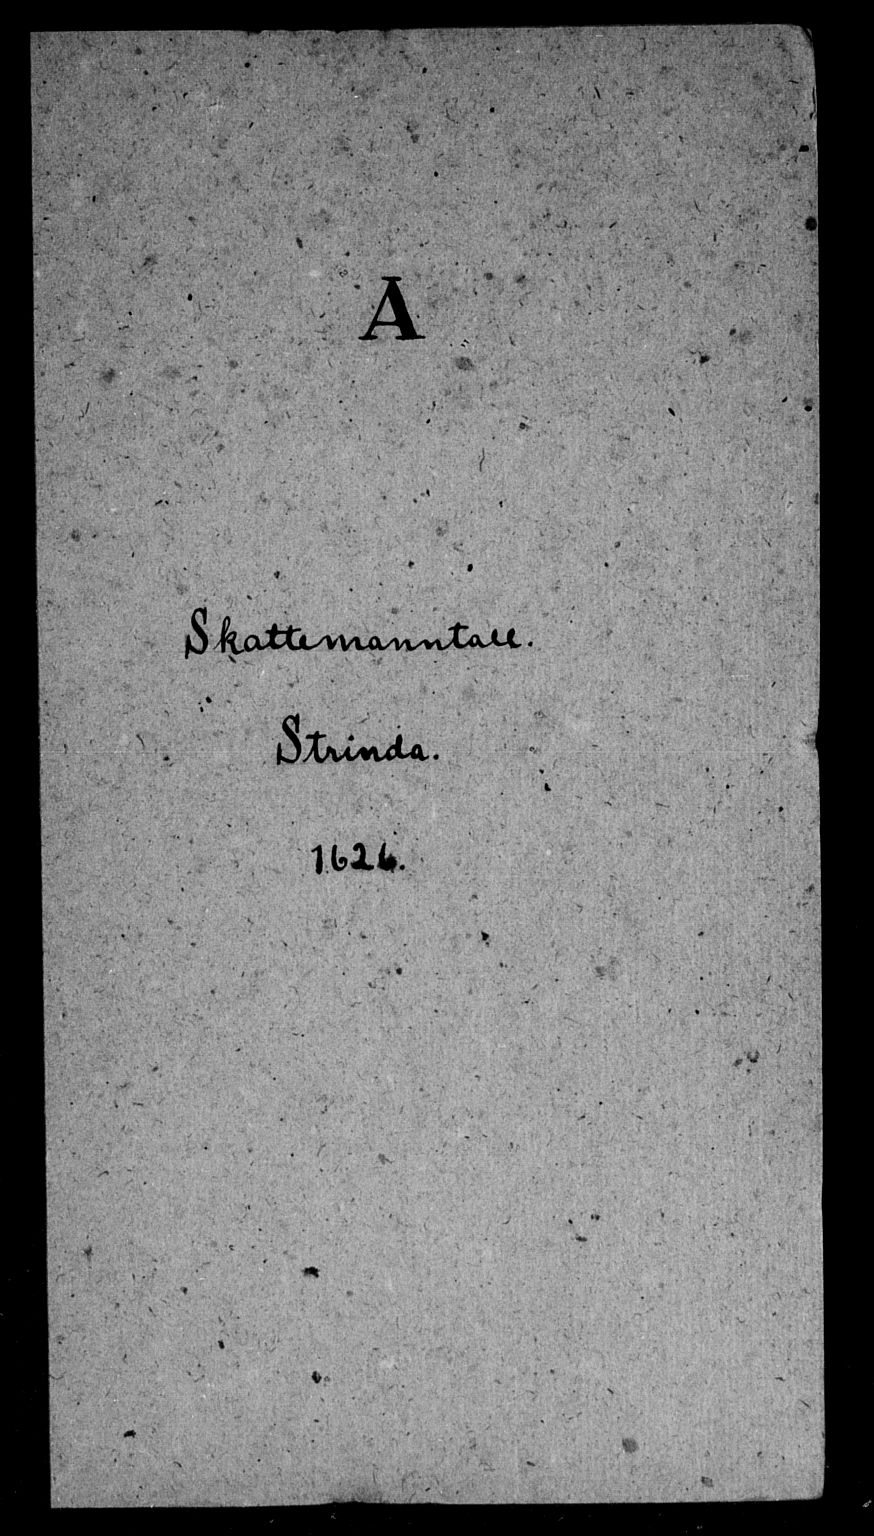 A
Skattemanntall.
Strinda.
1626.